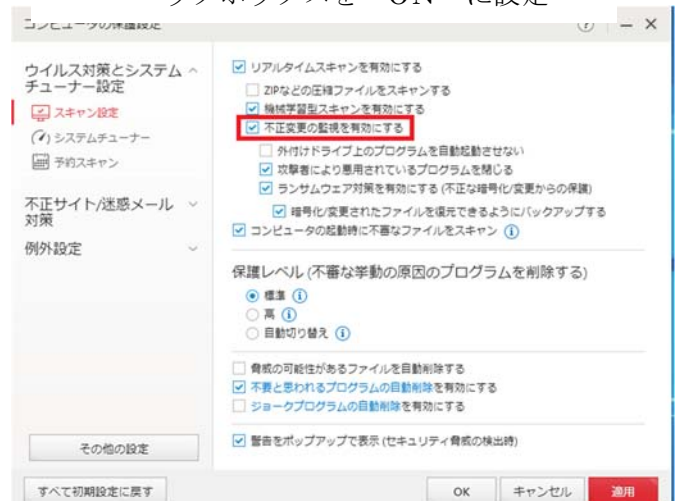 "ON"に設定
コンピュータの保護設定
ウイルス対策とシステム
チューナー設定
スキャン設定
システムチューナー
予約スキャン
不正サイト/迷惑メール
対策
例外設定
その他の設定
リアルタイムスキャンを有効にする
ZIPなどの圧縮ファイルをスキャンする
機械学習型スキャンを有効にする
不正変更の監視を有効にする
外付けドライブ上のプログラムを自動起動させない
攻撃者により悪用されているプログラムを閉じる
ランサムウェア対策を有効にする (不正な暗号化/変更からの保護)
暗号化/変更されたファイルを復元できるようにバックアップする
コンピュータの起動時に不審なファイルをスキャン
保護レベル (不審な挙動の原因のプログラムを削除する)
標準
高
自動切り替え
脅威の可能性があるファイルを自動削除する
不要と思われるプログラムの自動削除を有効にする
ジョークプログラムの自動削除を有効にする
警告をポップアップで表示 (セキュリティ脅威の検出時)
すべて初期設定に戻す
OK
キャンセル
適用